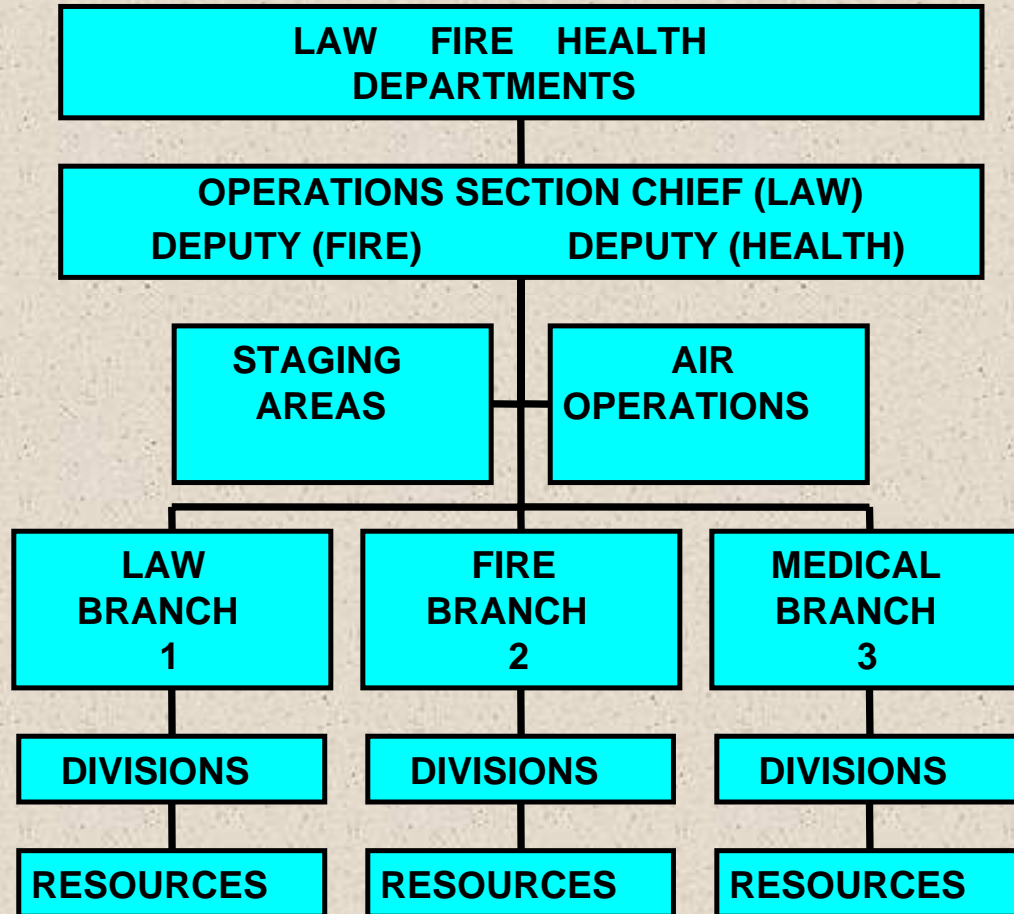 LAW FIRE HEALTH
DEPARTMENTS
OPERATIONS SECTION CHIEF (LAW)
DEPUTY (FIRE) DEPUTY (HEALTH)
STAGING
AREAS
AIR
OPERATIONS
LAW
BRANCH
1
FIRE
BRANCH
2
MEDICAL
BRANCH
3
DIVISIONS
DIVISIONS
DIVISIONS
RESOURCES
RESOURCES
RESOURCES